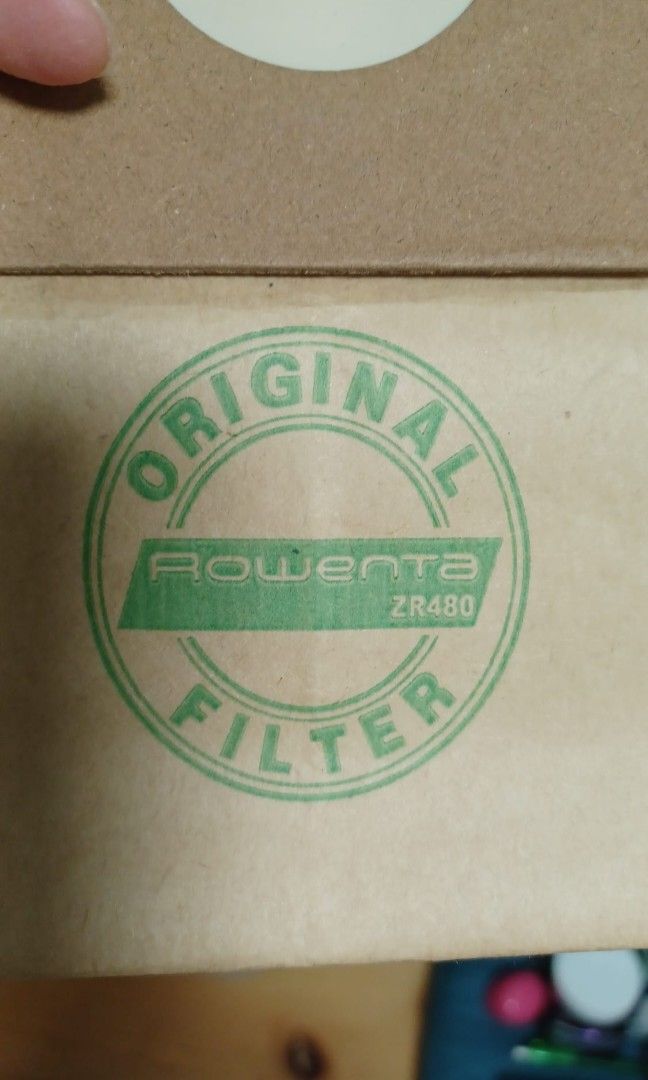 ORIGINAL
Rowenta
ZR480
FILTER